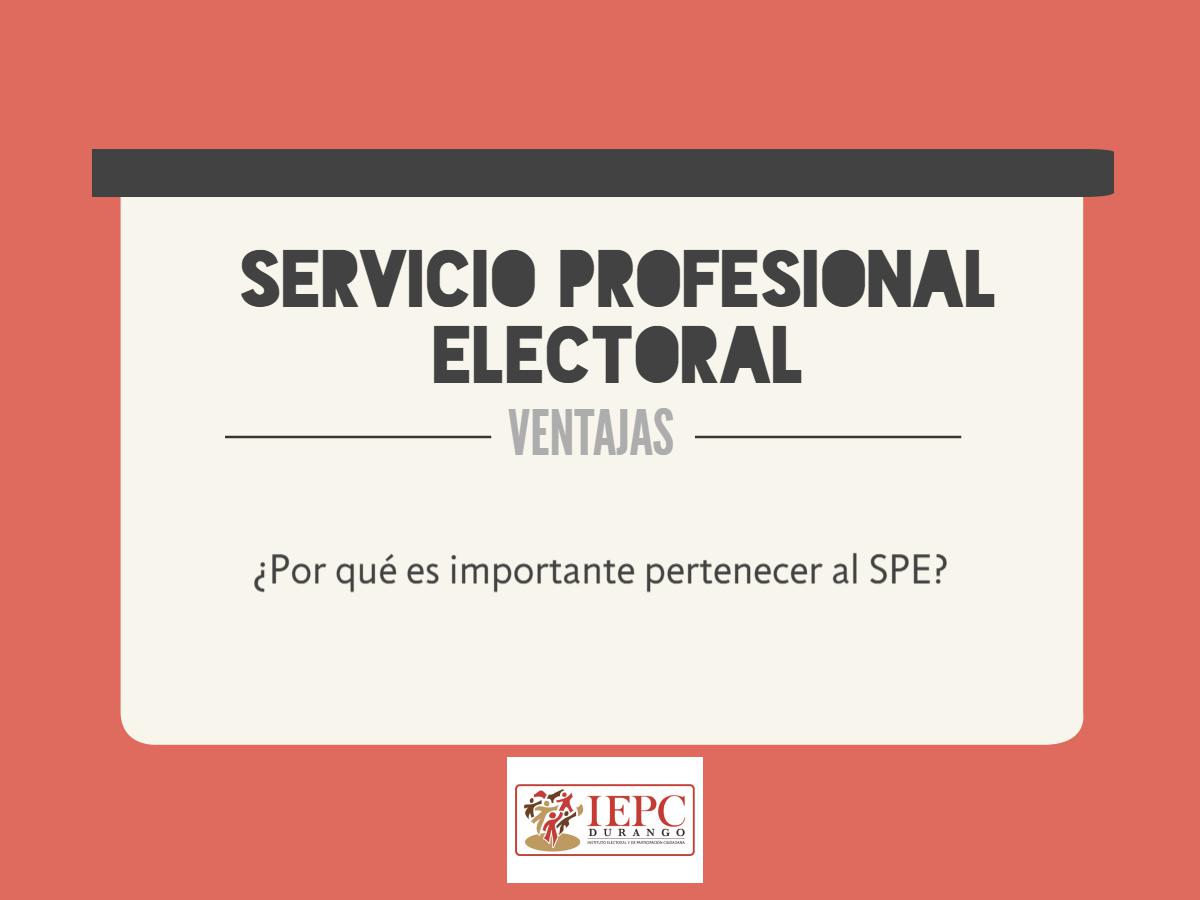 SERVICIO PROFESIONAL
ELECTORAL
VENTAJAS
¿Por qué es importante pertenecer al SPE?
IEPC
DURANGO
INSTITUTO ELECTORAL Y DE PARTICIPACIÓN CIUDADANA